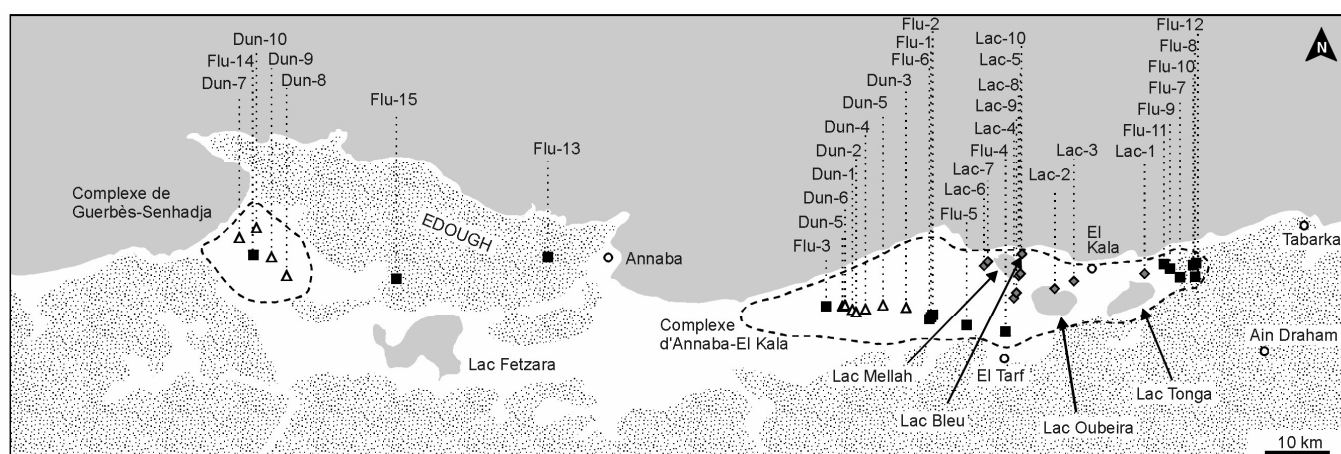 Dun-10
Flu-14
Dun-7
Dun-9
Dun-8
Flu-15
Flu-13
Complexe de
Guerbès-Senhadja
EDOUGH
Annaba
Lac Fetzara
Flu-2
Flu-1
Flu-6
Dun-3
Dun-5
Dun-4
Dun-2
Dun-1
Dun-6
Dun-5
Flu-3
Lac-10
Lac-5
Lac-8
Lac-9
Lac-4
Flu-4
Lac-7
Lac-6
Flu-5
Lac-3
Lac-2
Lac-1
El
Kala
Flu-12
Flu-8
Flu-10
Flu-7
Flu-9
Flu-11
N
Tabarka
Ain Draham
Complexe
d'Annaba-El Kala
Lac Mellah
El Tarf
Lac Bleu
Lac Oubeira
Lac Tonga
10 km